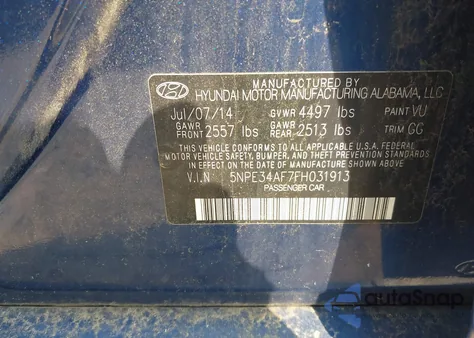 MANUFACTURED BY
HYUNDAI MOTOR MANUFACTURING ALABAMA, LLC
Jul/07/14 GVWR 4497 lbs PAINT VU
GAWR FRONT 2557 lbs GAWR REAR 2513 lbs TRIM GG
THIS VEHICLE CONFORMS TO ALL APPLICABLE U.S.A. FEDERAL
MOTOR VEHICLE SAFETY, BUMPER, AND THEFT PREVENTION
STANDARDS IN EFFECT ON THE DATE OF MANUFACTURE SHOWN ABOVE.
V.I.N: 5NPE34AF7FH031913
PASSENGER CAR
autoSnap